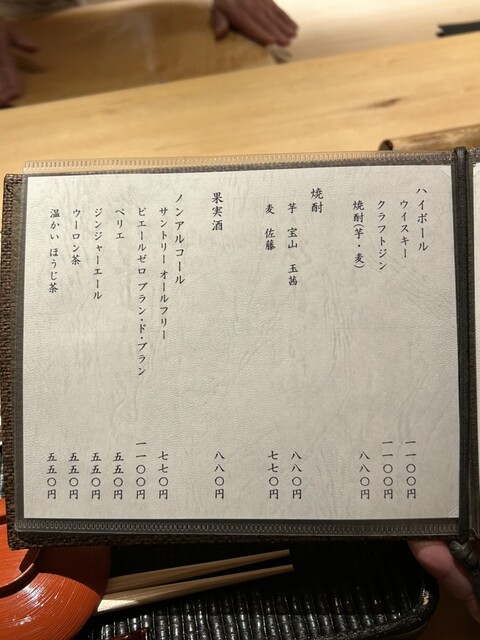 ハイボール
ウイスキー 一一〇〇円
クラフトジン 一一〇〇円
焼酎(芋・麦) 八八〇円
焼酎
芋 宝山 玉茜 八八〇円
麦 佐藤 七七〇円
果実酒 八八〇円
ノンアルコール
サントリー オールフリー 七七〇円
ピエールゼロ ブラン・ド・ブラン 一一〇〇円
ペリエ 五五〇円
ジンジャーエール 五五〇円
ウーロン茶 五五〇円
温かい ほうじ茶 五五〇円